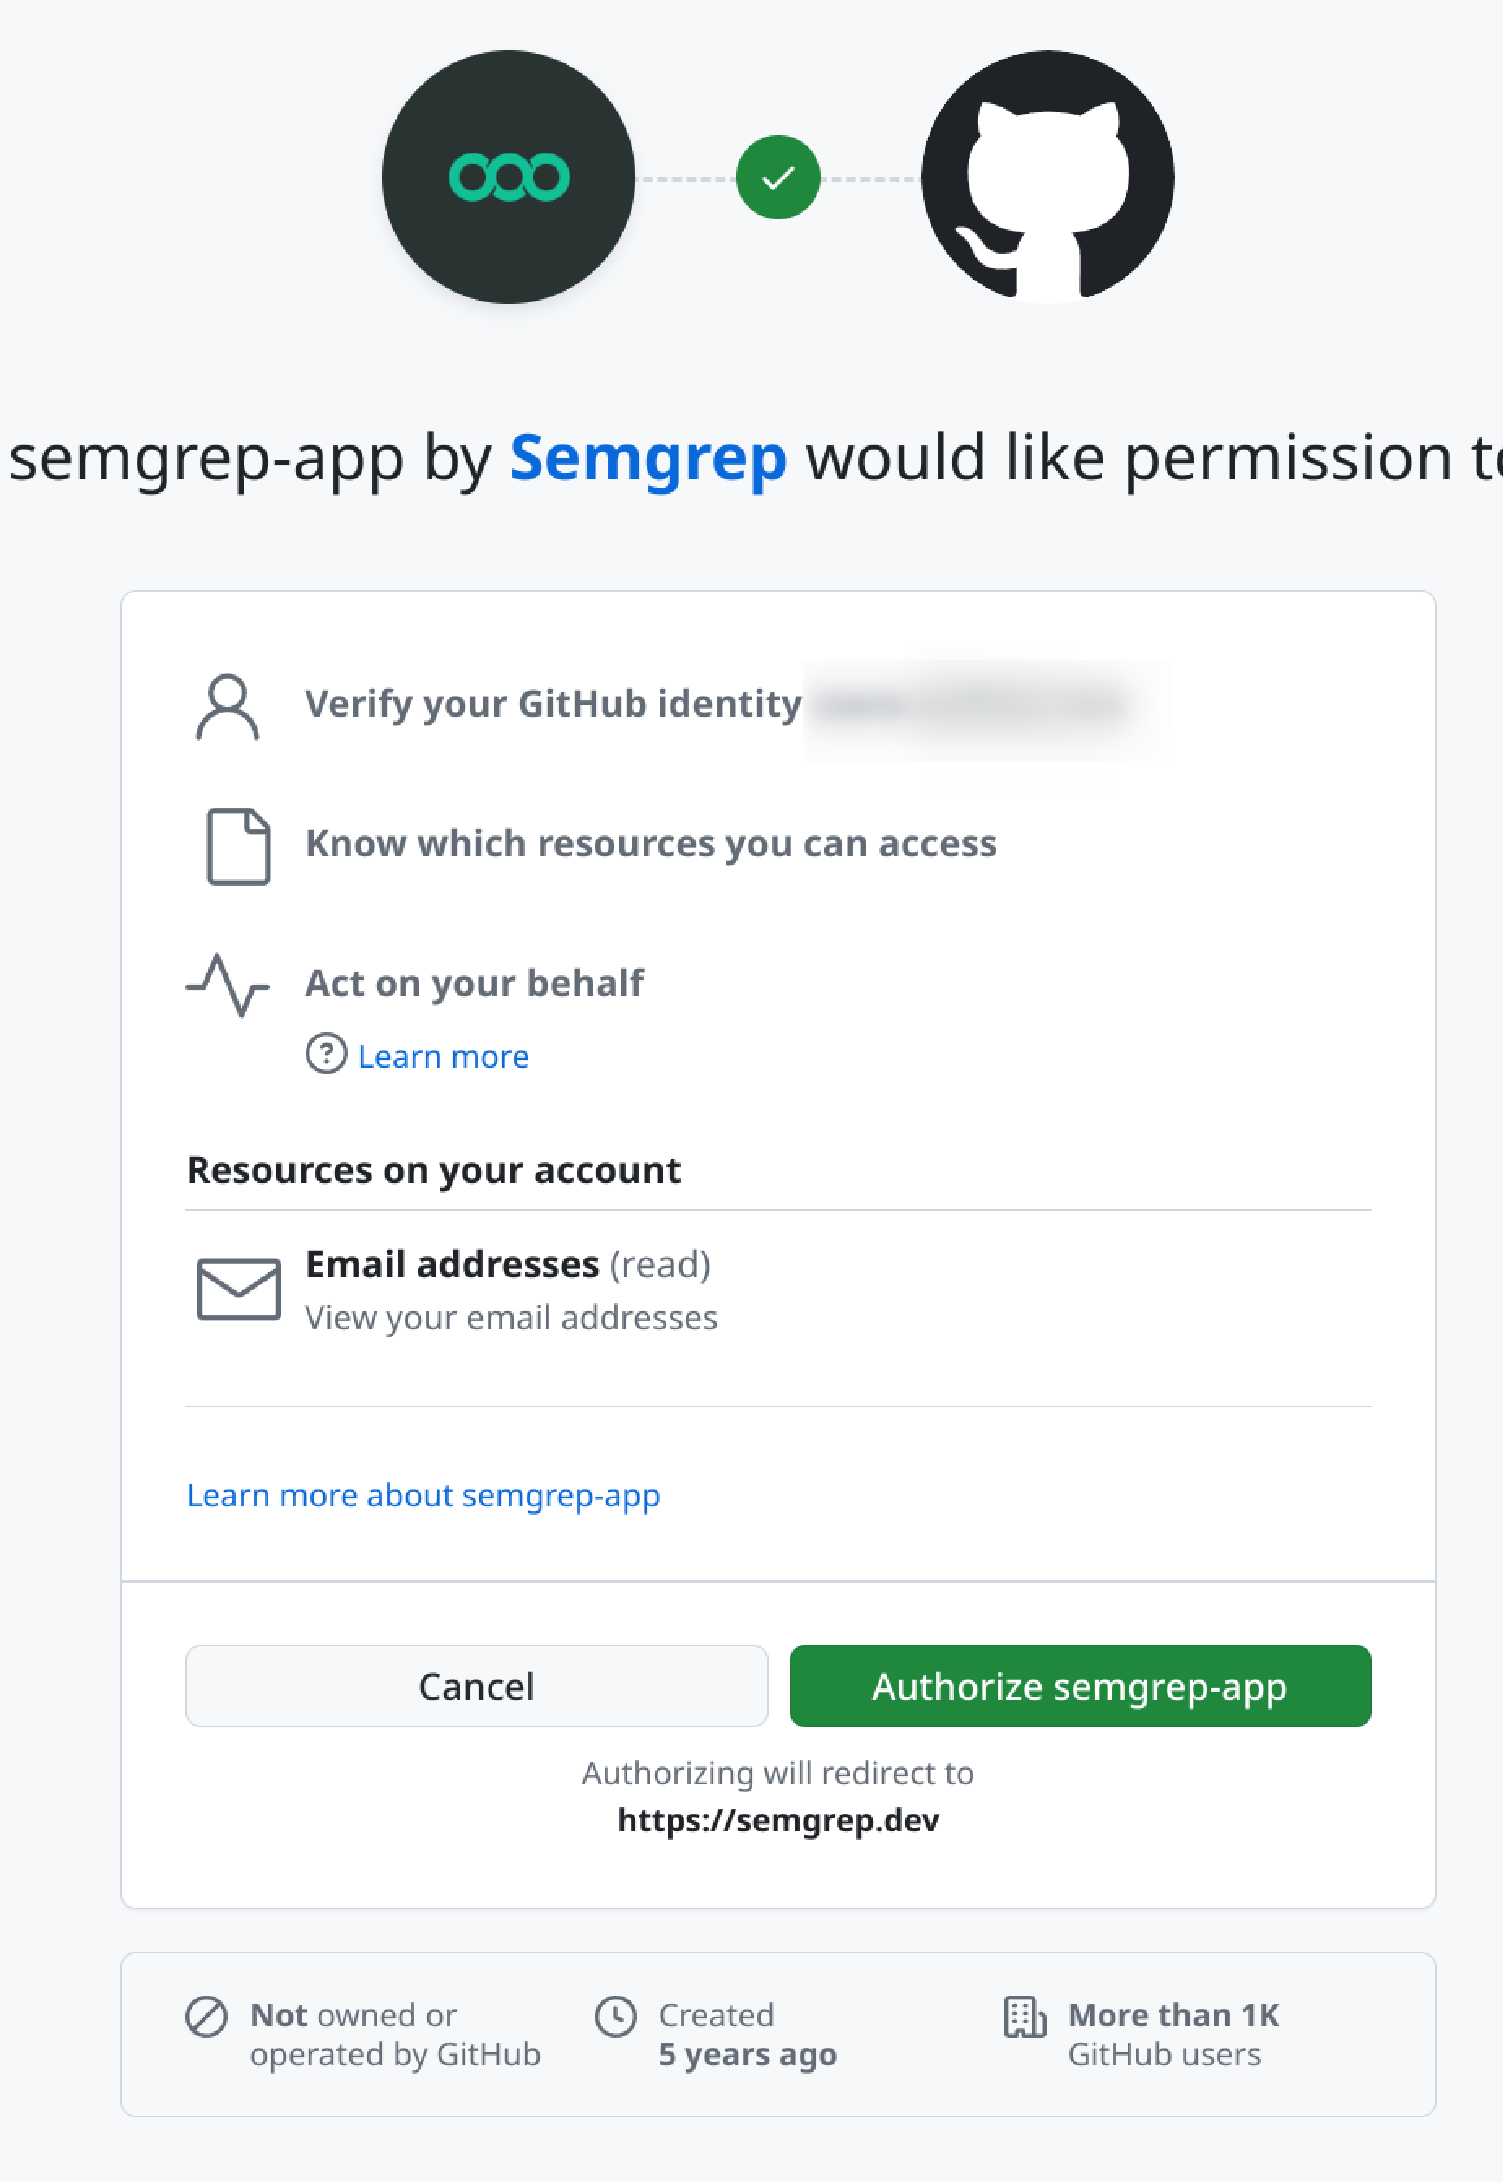 semgrep-app by Semgrep would like permission
Verify your GitHub identity
Know which resources you can access
Act on your behalf
Learn more
Resources on your account
Email addresses (read)
View your email addresses
Learn more about semgrep-app
Cancel
Authorize semgrep-app
Authorizing will redirect to
https://semgrep.dev
Not owned or
operated by GitHub
Created
5 years ago
More than 1K
GitHub users